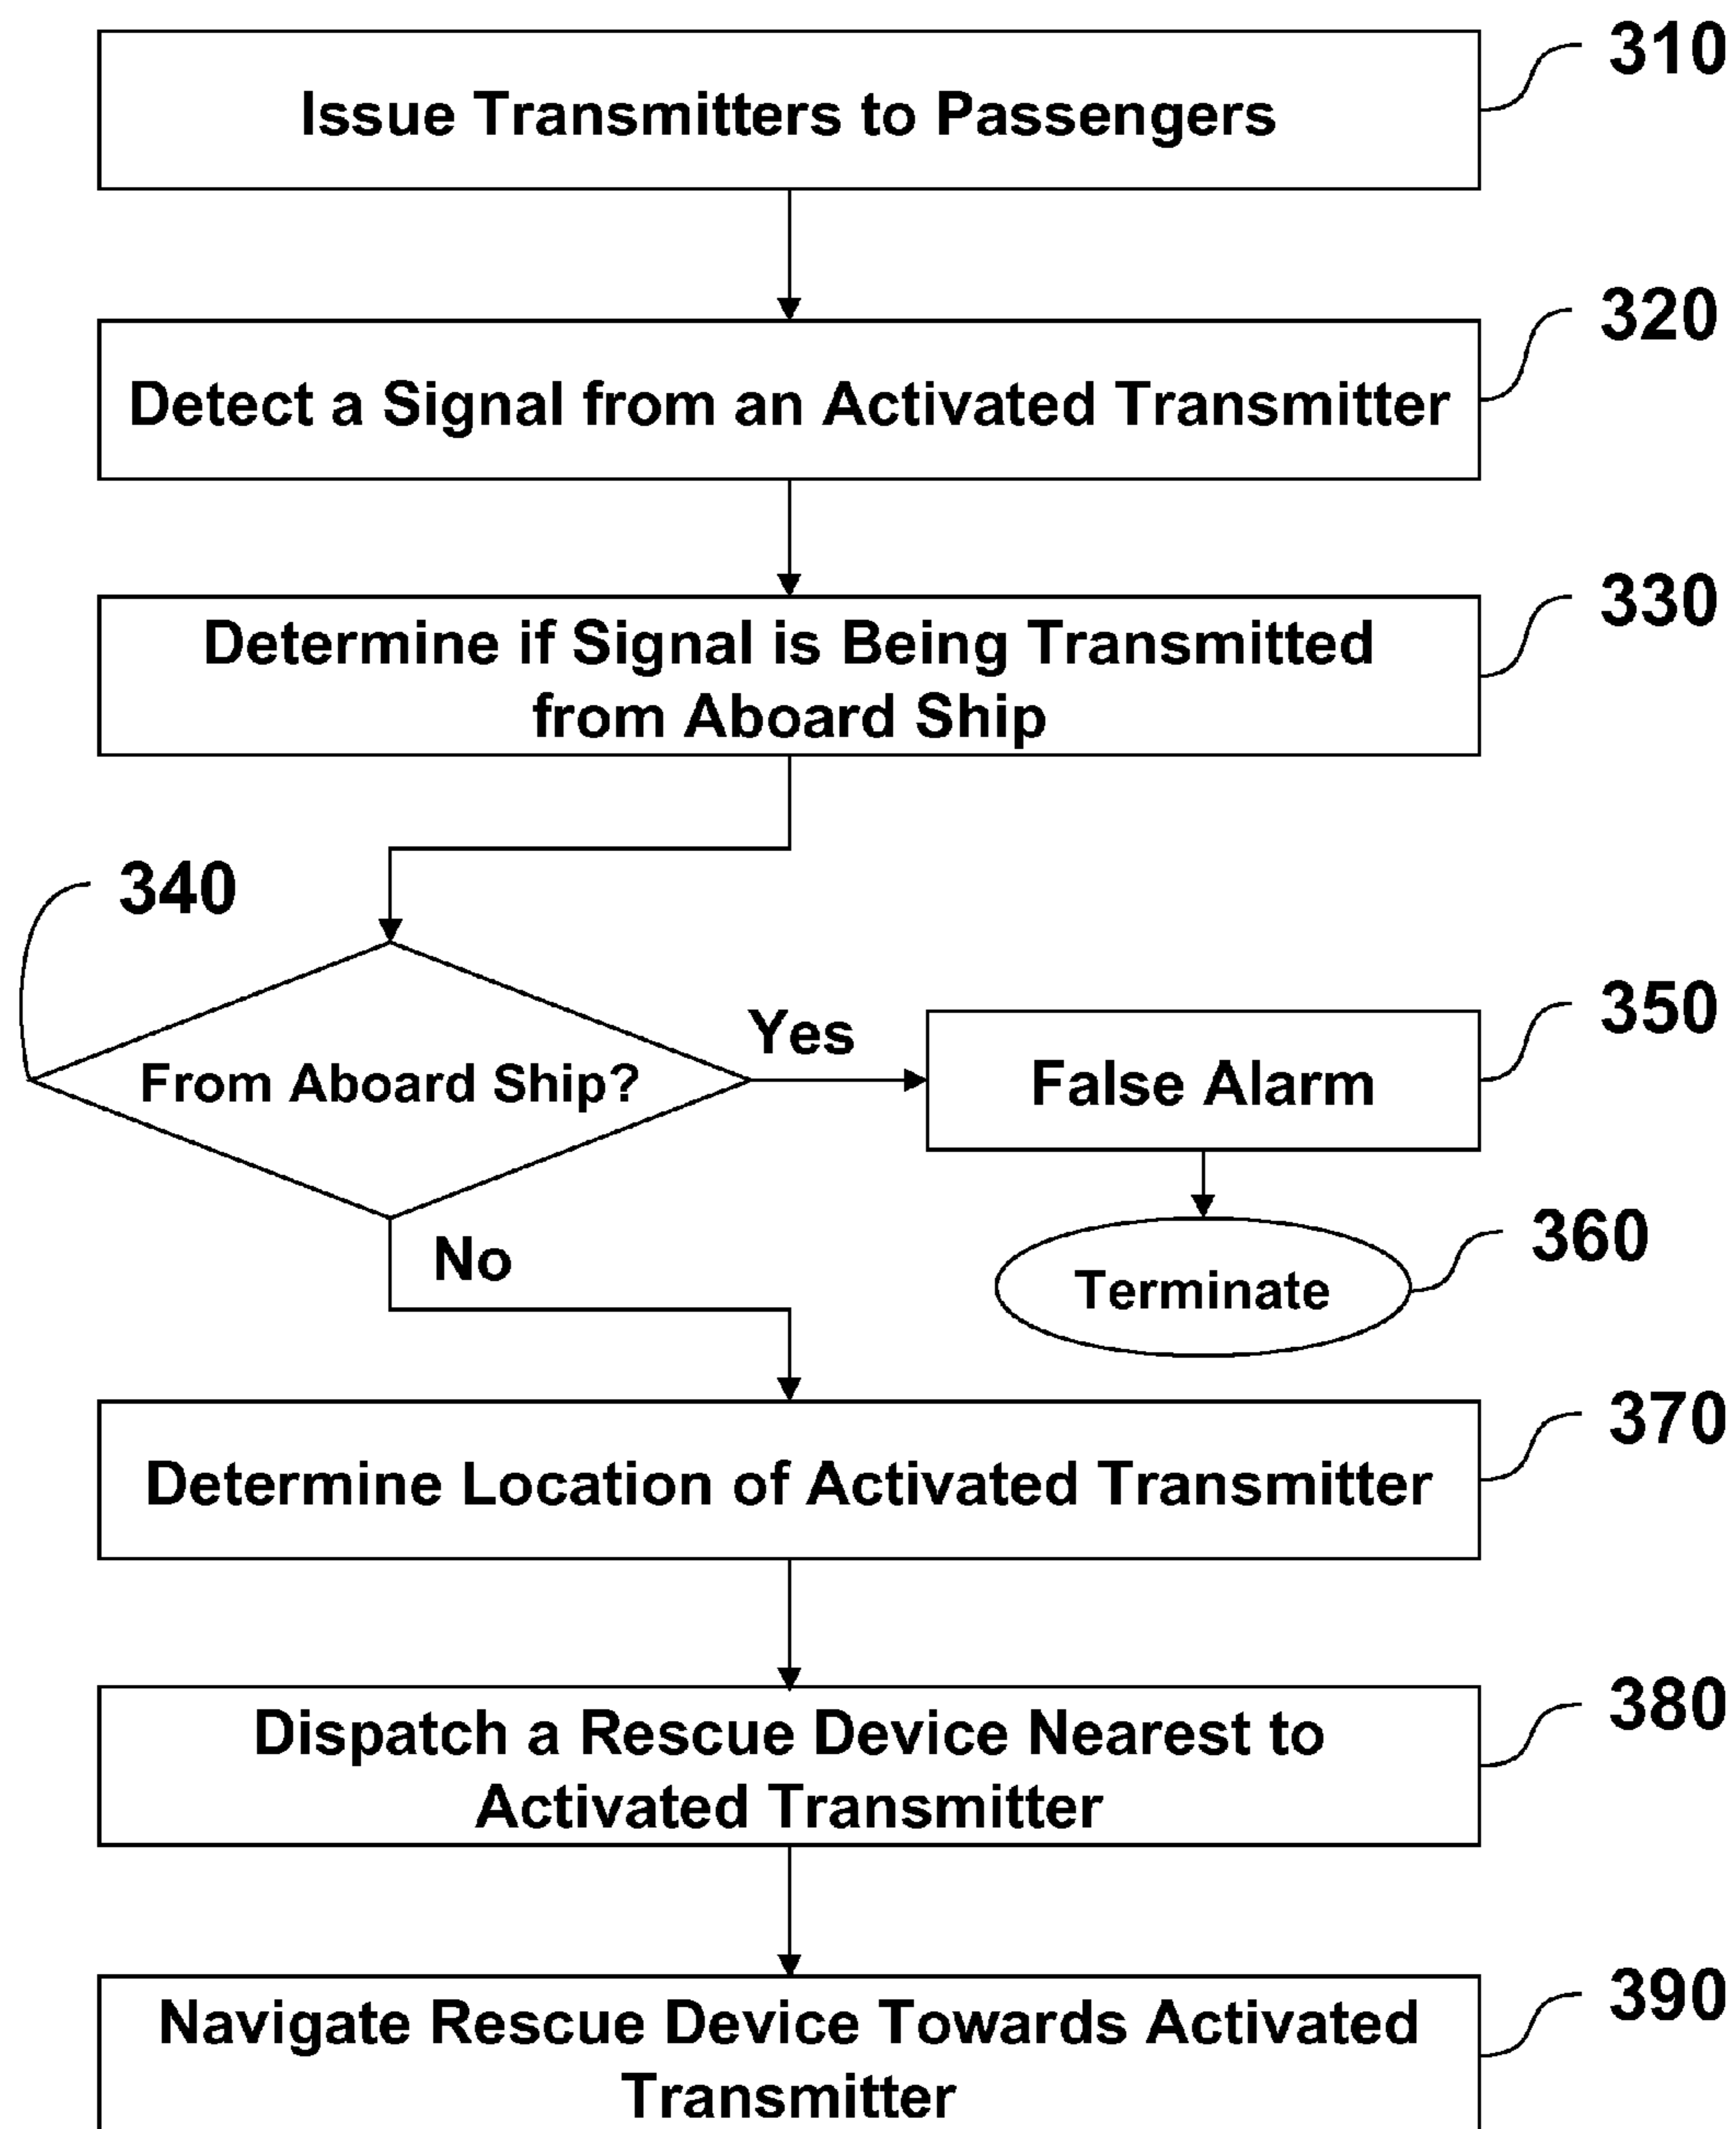 310
Issue Transmitters to Passengers
320
Detect a Signal from an Activated Transmitter
330
Determine if Signal is Being Transmitted
from Aboard Ship
340
From Aboard Ship?
Yes
350
False Alarm
No
360
Terminate
370
Determine Location of Activated Transmitter
380
Dispatch a Rescue Device Nearest to
Activated Transmitter
390
Navigate Rescue Device Towards Activated
Transmitter